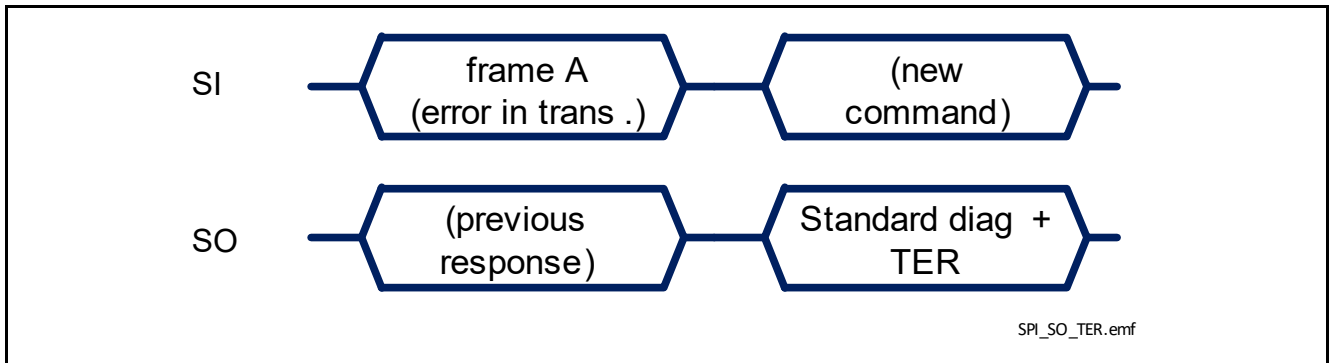 SI
frame A
(error in trans .)
(new
command)
SO
(previous
response)
Standard diag +
TER
SPI_SO_TER.emf